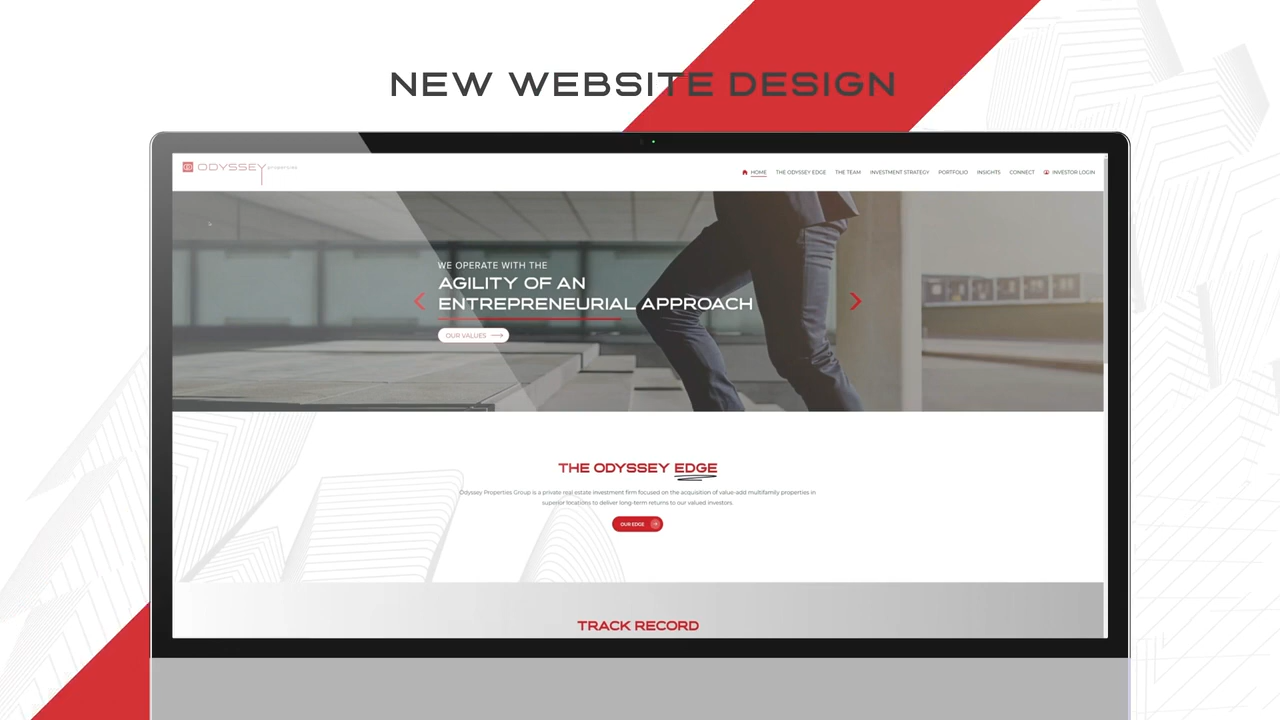 NEW WEBSITE DESIGN
ODYSSEY properties
HOME THE ODYSSEY EDGE THE TEAM INVESTMENT STRATEGY PORTFOLIO INSIGHTS CONNECT INVESTOR LOGIN
WE OPERATE WITH THE
AGILITY OF AN
ENTREPRENEURIAL APPROACH
OUR VALUES
THE ODYSSEY EDGE
Odyssey Properties Group is a private real estate investment firm focused on the acquisition of value-add multifamily properties in
superior locations to deliver long-term returns to our valued investors.
OUR EDGE
TRACK RECORD